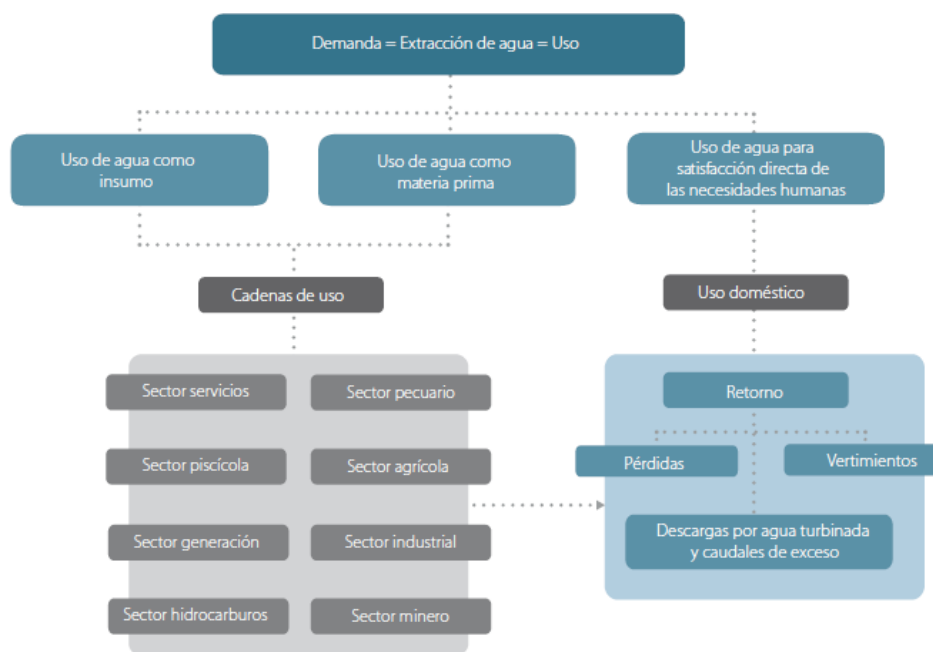 Demanda = Extracción de agua = Uso
Uso de agua como
insumo
Uso de agua como
materia prima
Uso de agua para
satisfacción directa de
las necesidades humanas
Cadenas de uso
Uso doméstico
Sector servicios
Sector pecuario
Sector piscícola
Sector agrícola
Sector generación
Sector industrial
Sector hidrocarburos
Sector minero
Retorno
Pérdidas
Vertimientos
Descargas por agua turbinada
y caudales de exceso